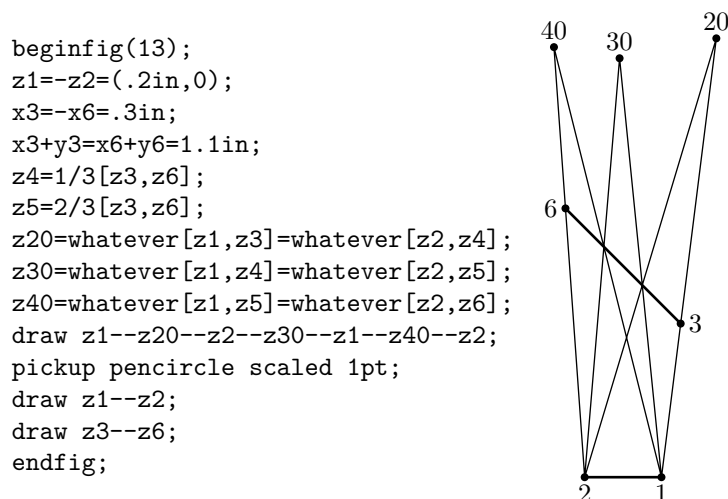 beginfig(13);
z1=-z2=(.2in,0);
x3=-x6=.3in;
x3+y3=x6+y6=1.1in;
z4=1/3[z3,z6];
z5=2/3[z3,z6];
z20=whatever[z1,z3]=whatever[z2,z4];
z30=whatever[z1,z4]=whatever[z2,z5];
z40=whatever[z1,z5]=whatever[z2,z6];
draw z1--z20--z2--z30--z1--z40--z2;
pickup pencircle scaled 1pt;
draw z1--z2;
draw z3--z6;
endfig;
40
30
20
6
3
2
1